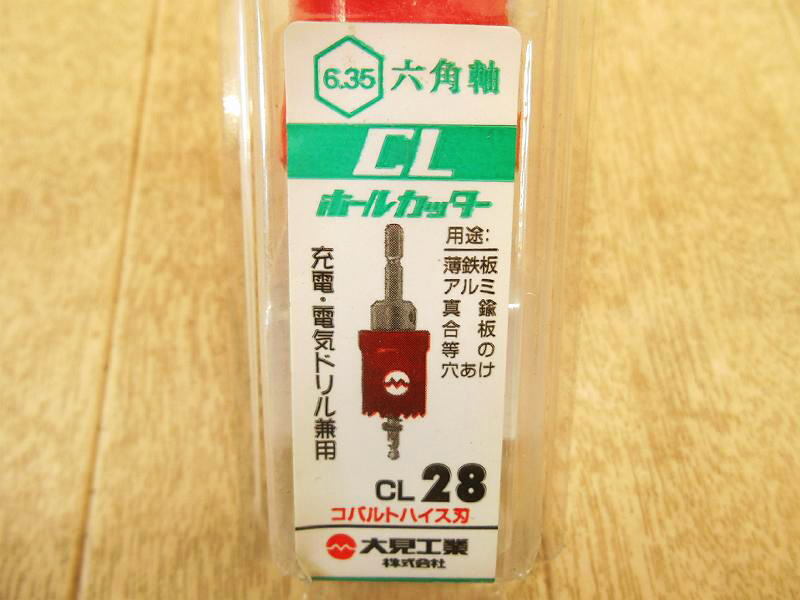 6.35 六角軸
CL
ホールカッター
充電・電気ドリル兼用
用途:
薄鉄板
アルミ
真鍮
合板
等の
穴あけ
CL 28
コバルトハイス刃
大見工業
株式会社